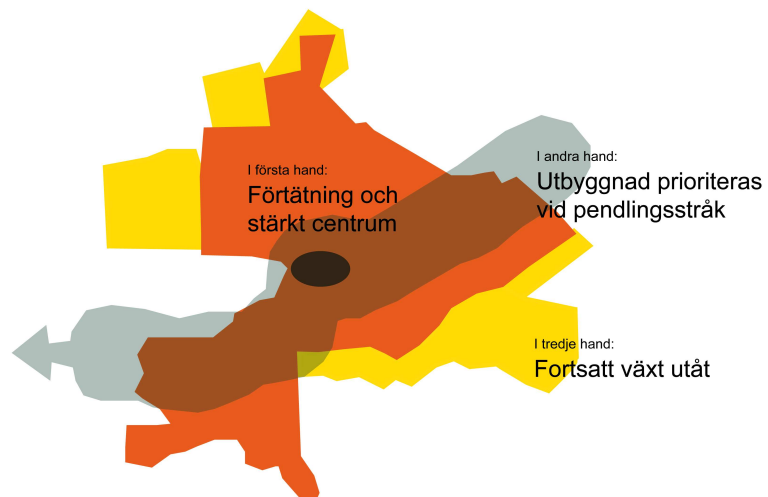 I första hand:
Förtätning och
stärkt centrum
I andra hand:
Utbyggnad prioriteras
vid pendlingsstråk
I tredje hand:
Fortsatt växt utåt